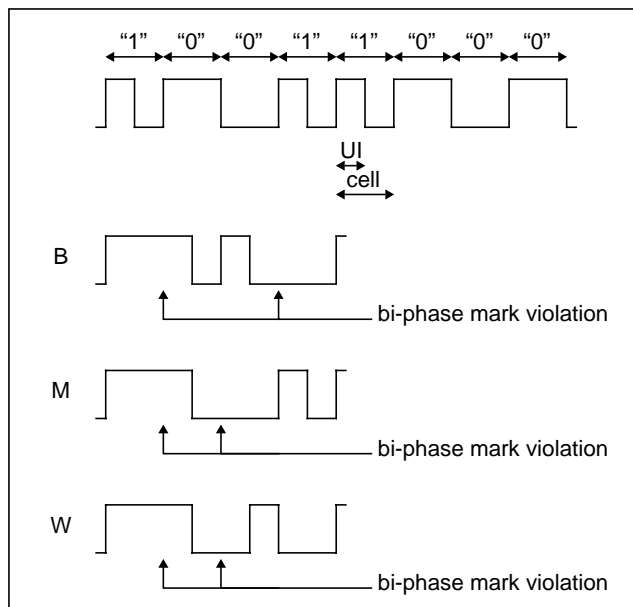 “1” “0” “0” “1” “1” “0” “0” “0”
UI
cell
B
bi-phase mark violation
M
bi-phase mark violation
W
bi-phase mark violation